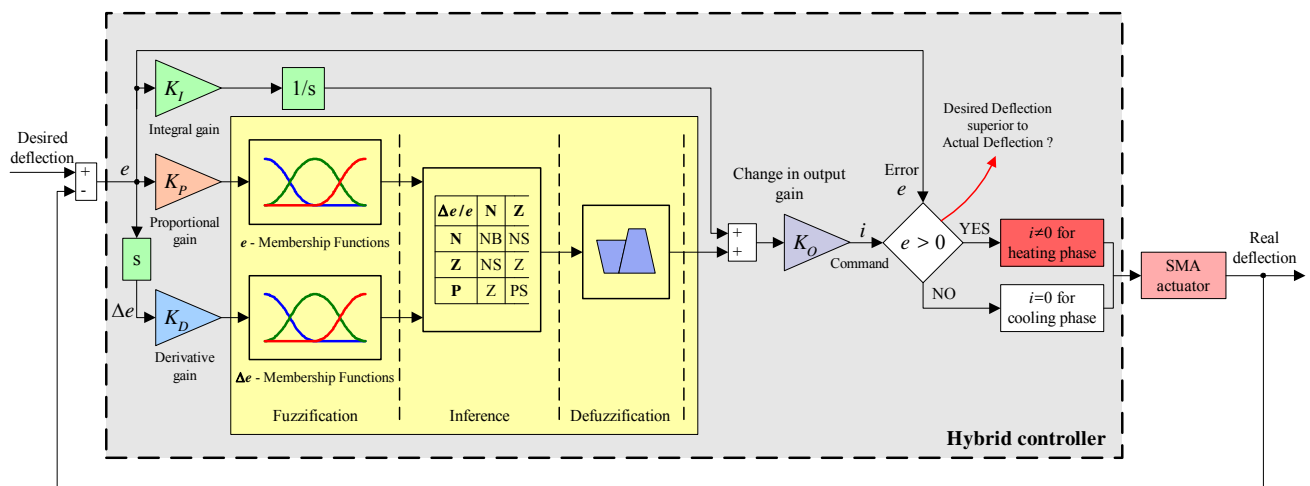 Desired
deflection
+
-
e
K_I
Integral gain
1/s
K_P
Proportional
gain
s
Δe
K_D
Derivative
gain
e - Membership Functions
Δe - Membership Functions
Fuzzification
Δe/e N Z
N NB NS
Z NS Z
P Z PS
Inference
Defuzzification
+
+
Change in output
gain
K_O
i
Command
Error
e
e > 0
Desired Deflection
superior to
Actual Deflection ?
YES
NO
i≠0 for
heating phase
i=0 for
cooling phase
Hybrid controller
SMA
actuator
Real
deflection